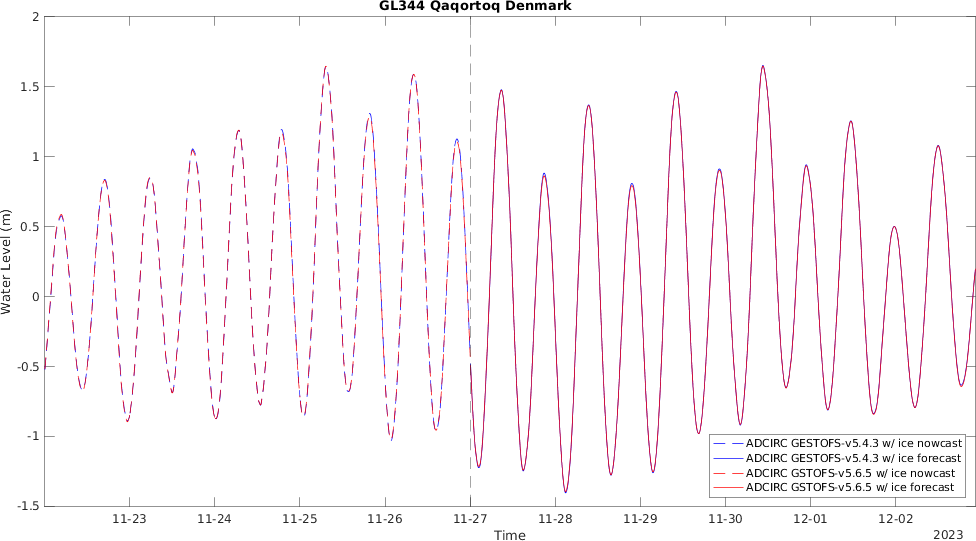 GL344 Qaqortoq Denmark
2
1.5
1
0.5
0
-0.5
-1
-1.5
Water Level (m)
11-23 11-24 11-25 11-26 11-27 11-28 11-29 11-30 12-01 12-02
Time
2023
ADCIRC GESTOFS-v5.4.3 w/ ice nowcast
ADCIRC GESTOFS-v5.4.3 w/ ice forecast
ADCIRC GSTOFS-v5.6.5 w/ ice nowcast
ADCIRC GSTOFS-v5.6.5 w/ ice forecast